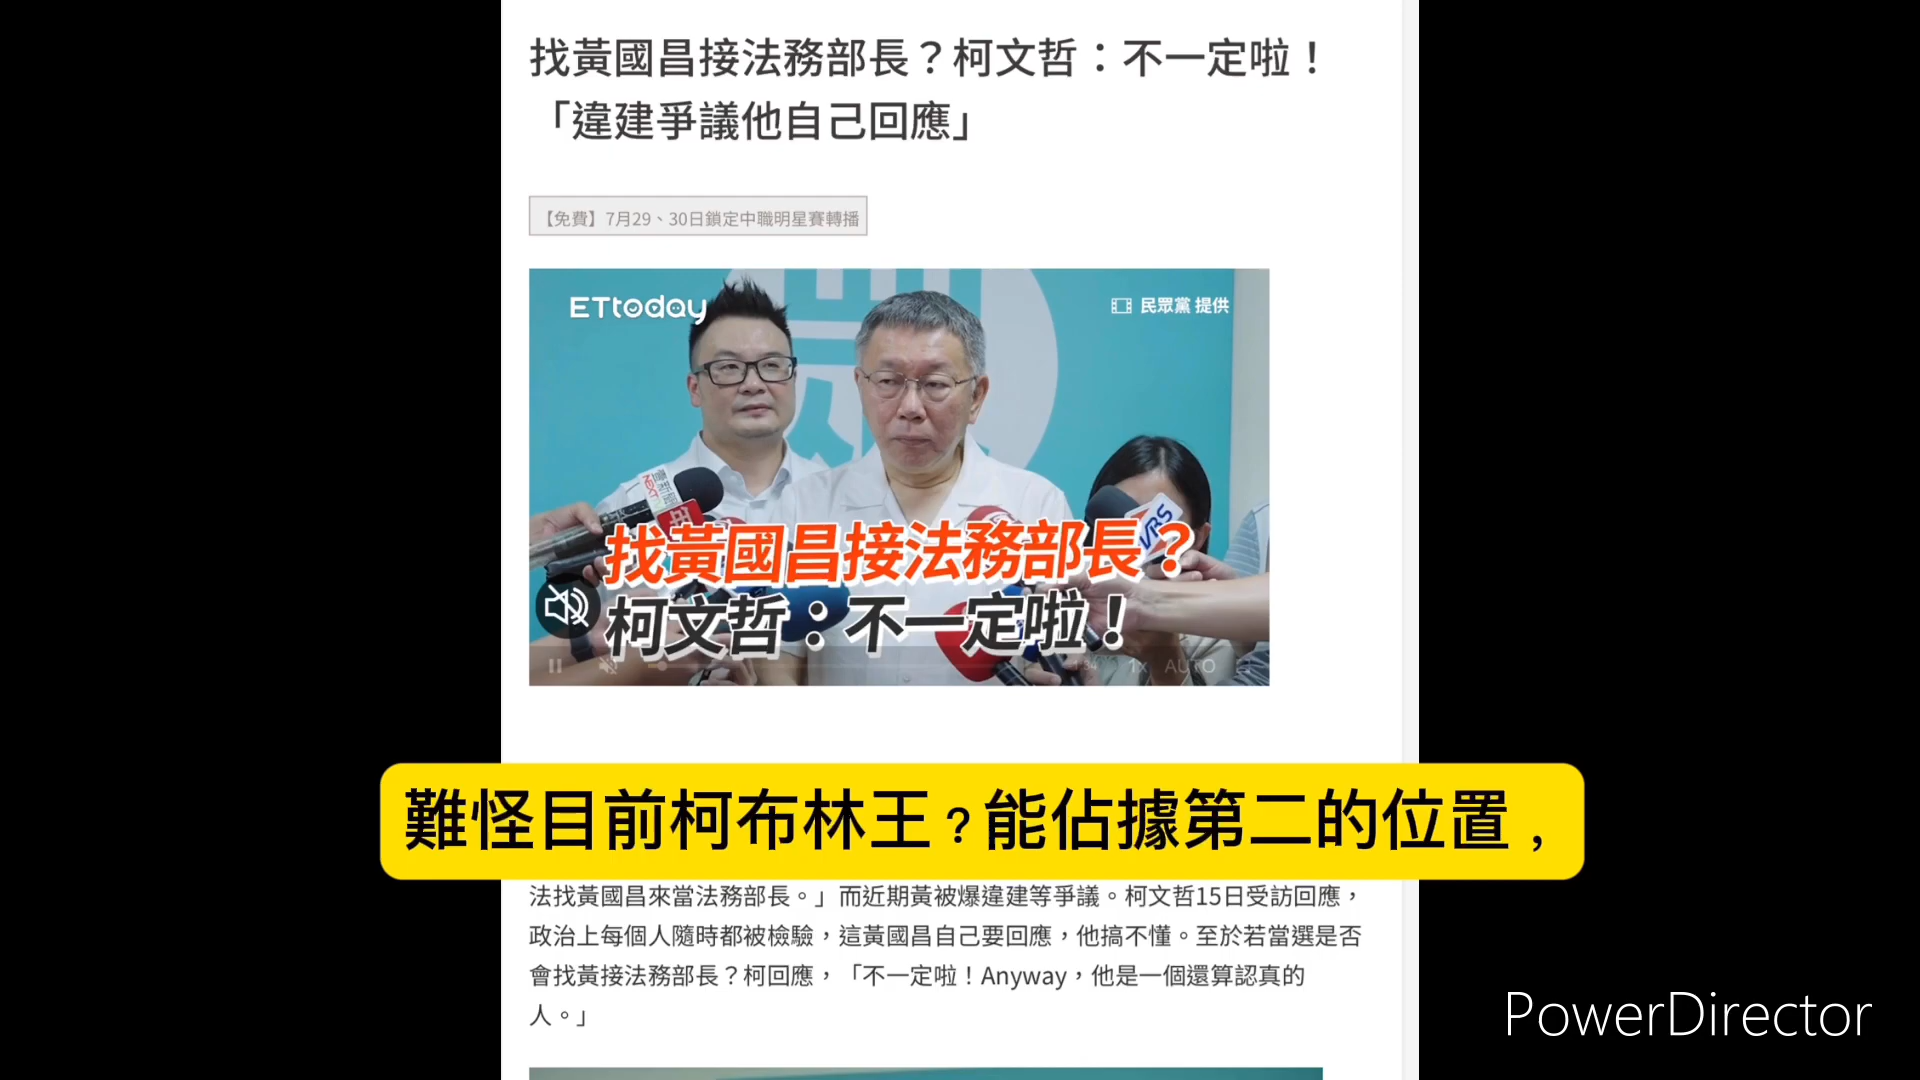 找黃國昌接法務部長？柯文哲：不一定啦！
「違建爭議他自己回應」
【免費】7月29、30日鎖定中職明星賽轉播
ETtoday
民眾黨 提供
VRS
找黃國昌接法務部長？
柯文哲：不一定啦！
1x AUTO
難怪目前柯布林王？能佔據第二的位置，
法找黃國昌來當法務部長。」而近期黃被爆違建等爭議。柯文哲15日受訪回應，
政治上每個人隨時都被檢驗，這黃國昌自己要回應，他搞不懂。至於若當選是否
會找黃接法務部長？柯回應，「不一定啦！Anyway，他是一個還算認真的
人。」
PowerDirector